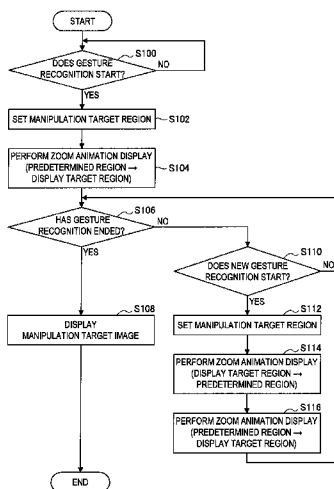 START
S100
DOES GESTURE
RECOGNITION START?
NO
YES
SET MANIPULATION TARGET REGION
S102
PERFORM ZOOM ANIMATION DISPLAY
(PREDETERMINED REGION →
DISPLAY TARGET REGION)
S104
S106
HAS GESTURE
RECOGNITION ENDED?
NO
YES
S110
DOES NEW GESTURE
RECOGNITION START?
NO
YES
S108
DISPLAY
MANIPULATION TARGET IMAGE
S112
SET MANIPULATION TARGET REGION
S114
PERFORM ZOOM ANIMATION DISPLAY
(DISPLAY TARGET REGION →
PREDETERMINED REGION)
S116
PERFORM ZOOM ANIMATION DISPLAY
(PREDETERMINED REGION →
DISPLAY TARGET REGION)
END